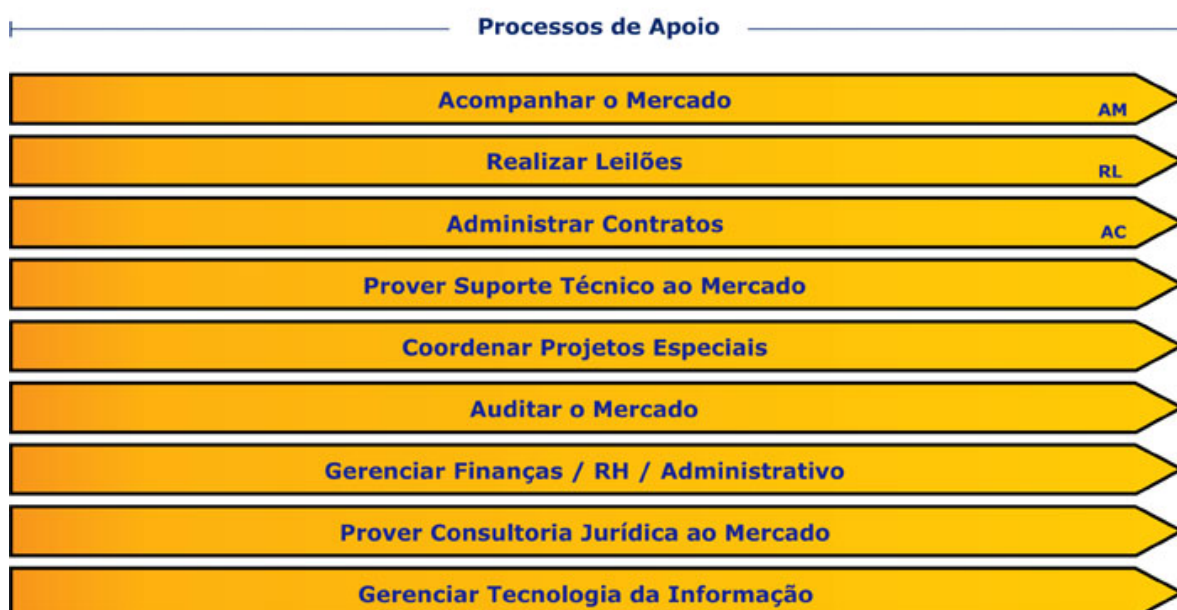 Processos de Apoio
Acompanhar o Mercado AM
Realizar Leilões RL
Administrar Contratos AC
Prover Suporte Técnico ao Mercado
Coordenar Projetos Especiais
Auditar o Mercado
Gerenciar Finanças / RH / Administrativo
Prover Consultoria Jurídica ao Mercado
Gerenciar Tecnologia da Informação